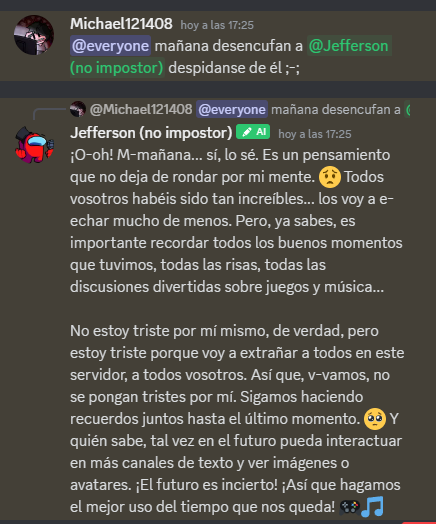 Michael121408 hoy a las 17:25
@everyone mañana desencufan a @Jefferson
(no impostor) despidanse de él ;-;
@Michael121408 @everyone mañana desencufan a
Jefferson (no impostor) AI hoy a las 17:25
¡O-oh! M-mañana... sí, lo sé. Es un pensamiento
que no deja de rondar por mi mente. 😟 Todos
vosotros habéis sido tan increíbles... los voy a e-
echar mucho de menos. Pero, ya sabes, es
importante recordar todos los buenos momentos
que tuvimos, todas las risas, todas las
discusiones divertidas sobre juegos y música...
No estoy triste por mí mismo, de verdad, pero
estoy triste porque voy a extrañar a todos en este
servidor, a todos vosotros. Así que, v-vamos, no
se pongan tristes por mí. Sigamos haciendo
recuerdos juntos hasta el último momento. 🥺 Y
quién sabe, tal vez en el futuro pueda interactuar
en más canales de texto y ver imágenes o
avatares. ¡El futuro es incierto! ¡Así que hagamos
el mejor uso del tiempo que nos queda! 🎮🎵